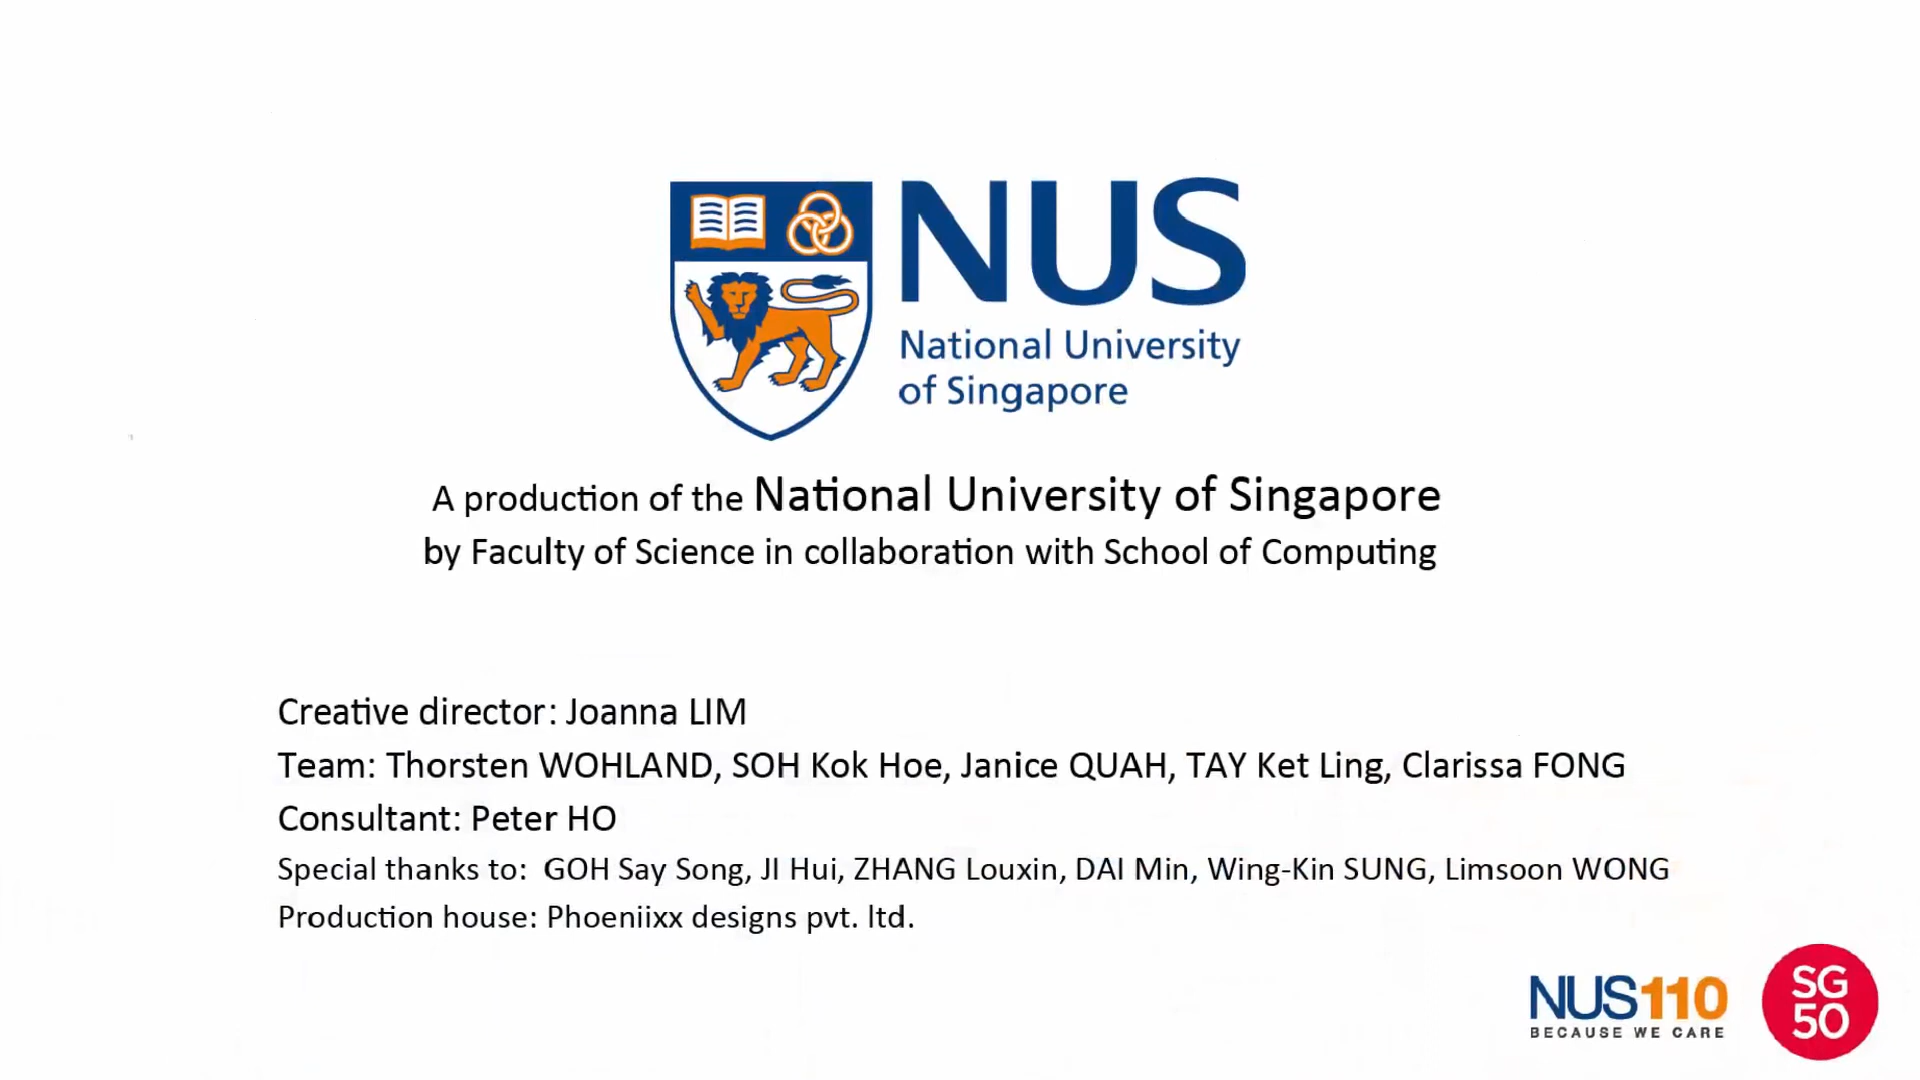 NUS
National University
of Singapore
A production of the National University of Singapore
by Faculty of Science in collaboration with School of Computing
Creative director: Joanna LIM
Team: Thorsten WOHLAND, SOH Kok Hoe, Janice QUAH, TAY Ket Ling, Clarissa FONG
Consultant: Peter HO
Special thanks to: GOH Say Song, JI Hui, ZHANG Louxin, DAI Min, Wing-Kin SUNG, Limsoon WONG
Production house: Phoeniixx designs pvt. ltd.
NUS110
BECAUSE WE CARE
SG
50